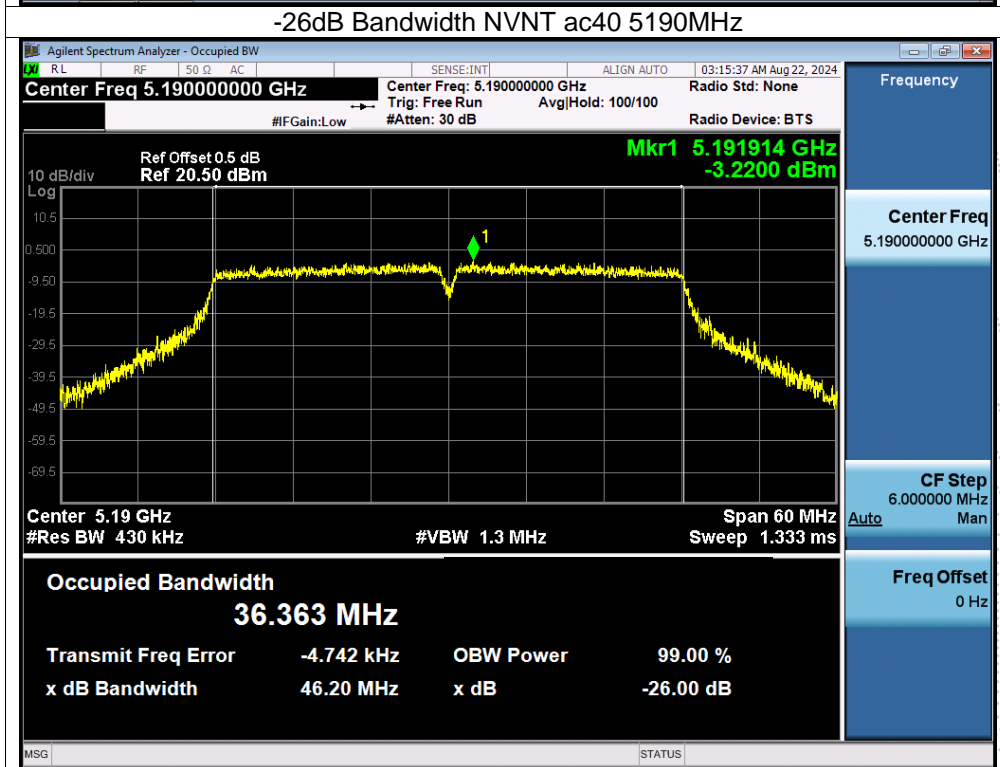 -26dB Bandwidth NVNT ac40 5190MHz
Agilent Spectrum Analyzer - Occupied BW
LXI RL RF 50 Ω AC SENSE:INT ALIGN AUTO 03:15:37 AM Aug 22, 2024
Center Freq 5.190000000 GHz
Center Freq: 5.190000000 GHz Radio Std: None
Trig: Free Run Avg|Hold: 100/100
#IFGain:Low #Atten: 30 dB Radio Device: BTS
Frequency
Mkr1 5.191914 GHz
-3.2200 dBm
Ref Offset 0.5 dB
10 dB/div Ref 20.50 dBm
Log
10.5
0.500
-9.50
-19.5
-29.5
-39.5
-49.5
-59.5
-69.5
1
Center 5.19 GHz Span 60 MHz
#Res BW 430 kHz #VBW 1.3 MHz Sweep 1.333 ms
Occupied Bandwidth
36.363 MHz
Transmit Freq Error -4.742 kHz OBW Power 99.00 %
x dB Bandwidth 46.20 MHz x dB -26.00 dB
Center Freq
5.190000000 GHz
CF Step
6.000000 MHz
Auto Man
Freq Offset
0 Hz
MSG STATUS